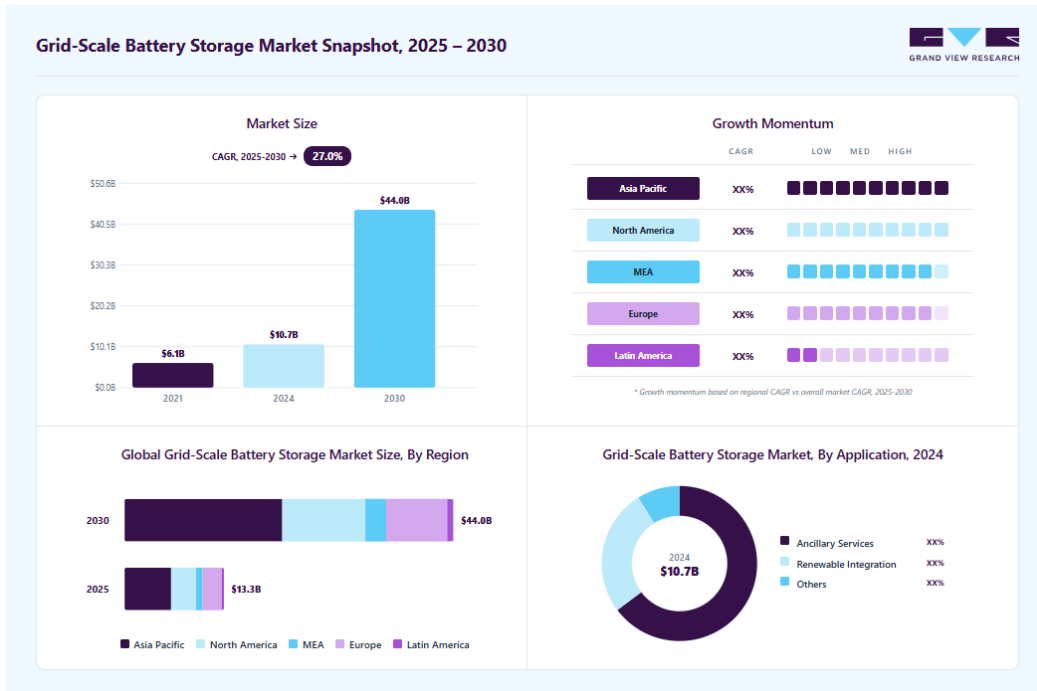 Grid-Scale Battery Storage Market Snapshot, 2025 – 2030
GRAND VIEW RESEARCH
Market Size
CAGR, 2025-2030 → 27.0%
$50.6B
$40.5B
$30.3B
$20.2B
$10.1B
$0.0B
$6.1B
$10.7B
$44.0B
2021
2024
2030
Growth Momentum
CAGR LOW MED HIGH
Asia Pacific XX%
North America XX%
MEA XX%
Europe XX%
Latin America XX%
* Growth momentum based on regional CAGR vs overall market CAGR, 2025-2030
Global Grid-Scale Battery Storage Market Size, By Region
2030 $44.0B
2025 $13.3B
Asia Pacific North America MEA Europe Latin America
Grid-Scale Battery Storage Market, By Application, 2024
2024
$10.7B
Ancillary Services XX%
Renewable Integration XX%
Others XX%